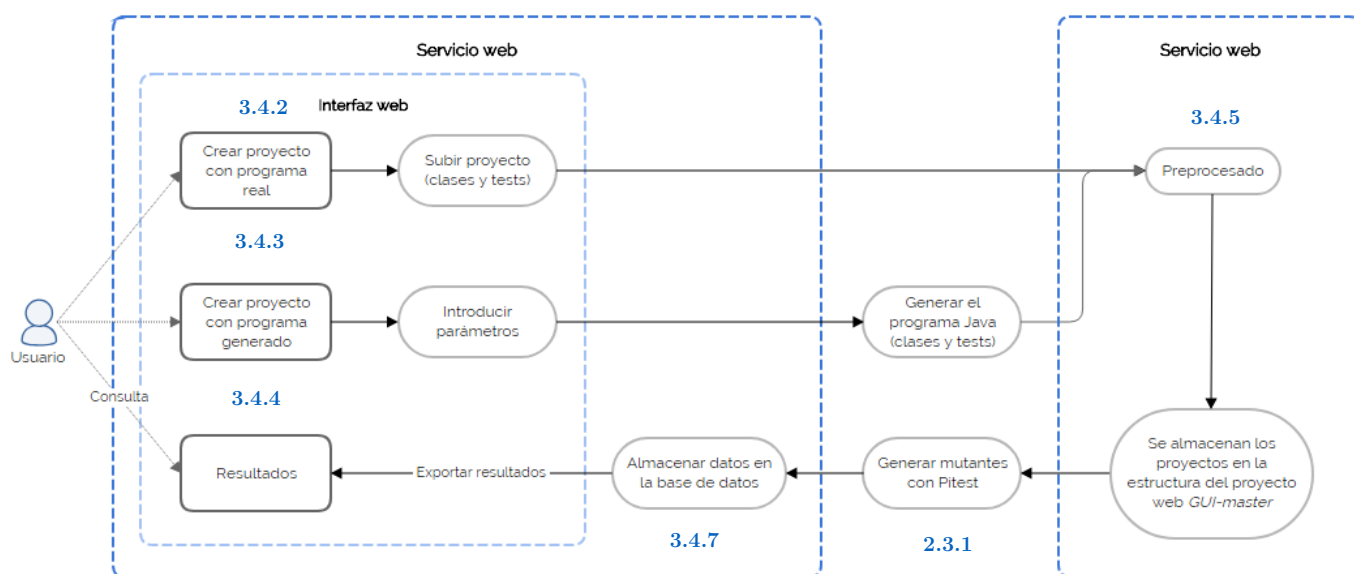 Servicio web
Servicio web
3.4.2
Interfaz web
3.4.5
Crear proyecto
con programa
real
Subir proyecto
(clases y tests)
Preprocesado
3.4.3
Crear proyecto
con programa
generado
Introducir
parámetros
Generar el
programa Java
(clases y tests)
Usuario
Consulta
3.4.4
Resultados
Exportar resultados
Almacenar datos en
la base de datos
Generar mutantes
con Pitest
Se almacenan los
proyectos en la
estructura del proyecto
web GUI-master
3.4.7
2.3.1